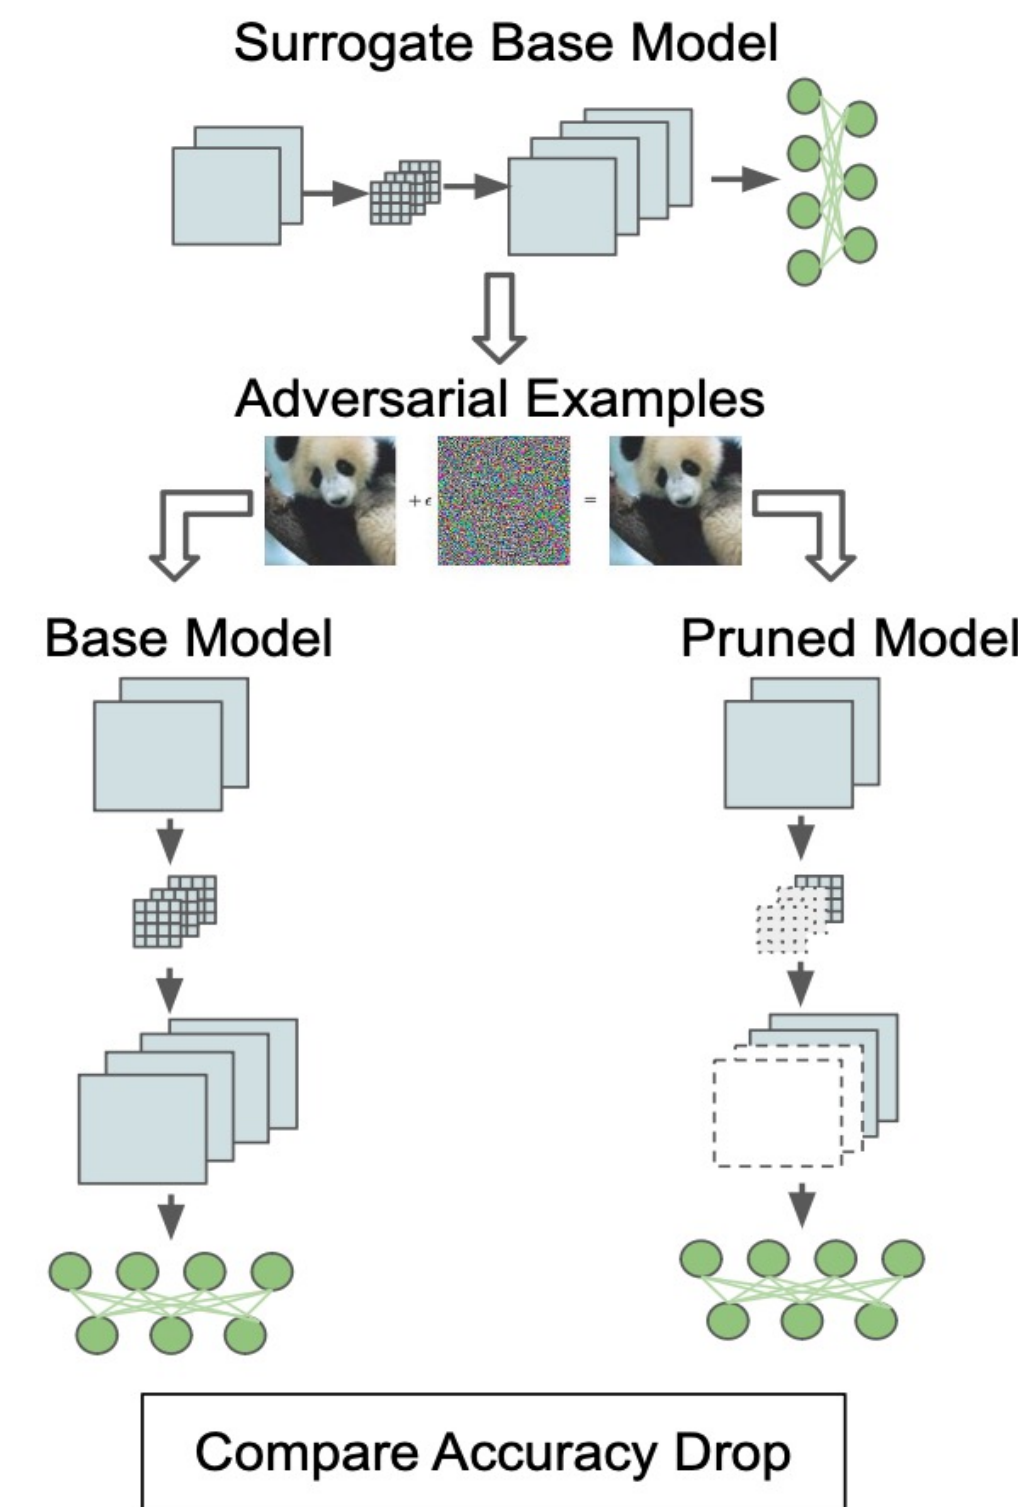 Surrogate Base Model
Adversarial Examples
+ ϵ =
Base Model Pruned Model
Compare Accuracy Drop